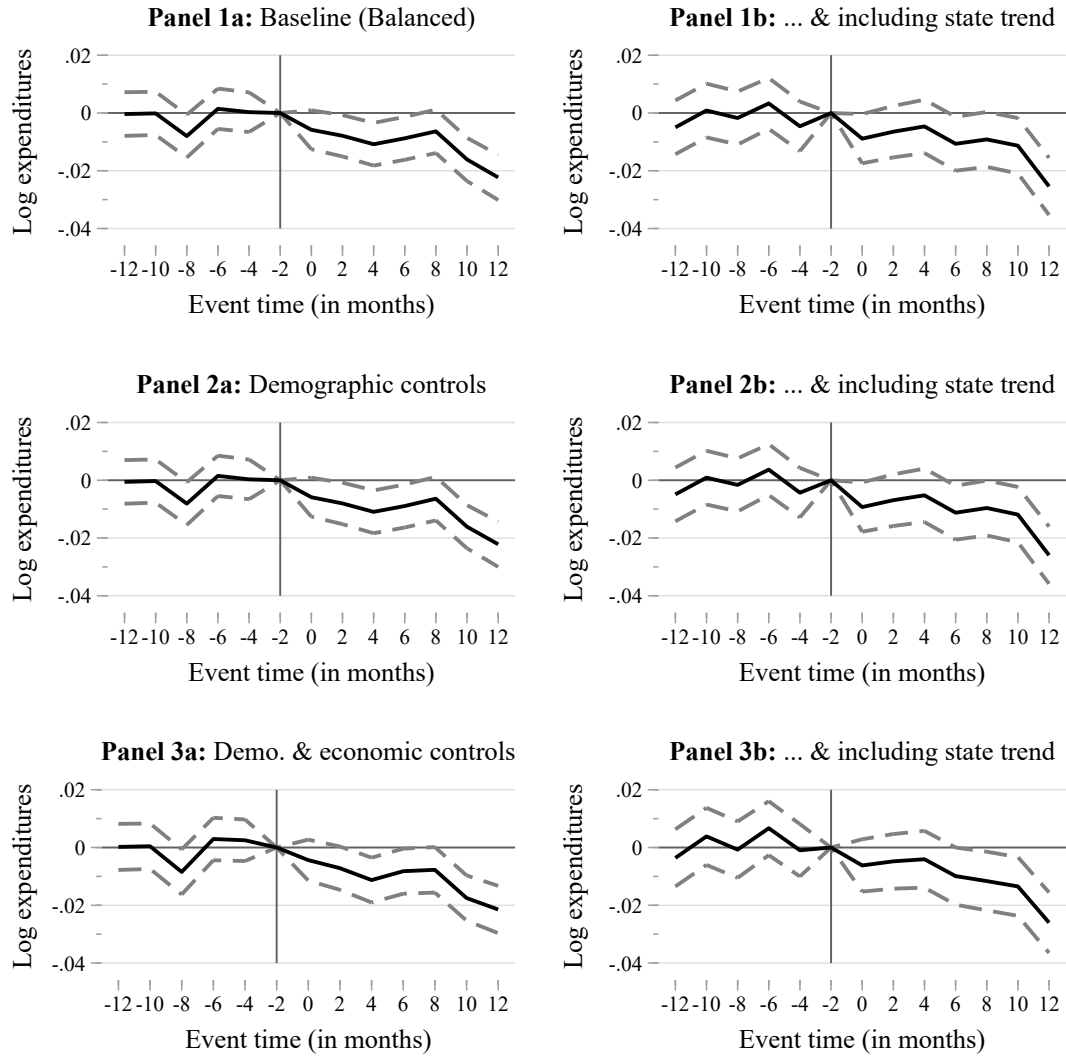 Panel 1a: Baseline (Balanced)
Log expenditures
.02
0
-.02
-.04
-12 -10 -8 -6 -4 -2 0 2 4 6 8 10 12
Event time (in months)
Panel 1b: ... & including state trend
Log expenditures
.02
0
-.02
-.04
-12 -10 -8 -6 -4 -2 0 2 4 6 8 10 12
Event time (in months)
Panel 2a: Demographic controls
Log expenditures
.02
0
-.02
-.04
-12 -10 -8 -6 -4 -2 0 2 4 6 8 10 12
Event time (in months)
Panel 2b: ... & including state trend
Log expenditures
.02
0
-.02
-.04
-12 -10 -8 -6 -4 -2 0 2 4 6 8 10 12
Event time (in months)
Panel 3a: Demo. & economic controls
Log expenditures
.02
0
-.02
-.04
-12 -10 -8 -6 -4 -2 0 2 4 6 8 10 12
Event time (in months)
Panel 3b: ... & including state trend
Log expenditures
.02
0
-.02
-.04
-12 -10 -8 -6 -4 -2 0 2 4 6 8 10 12
Event time (in months)